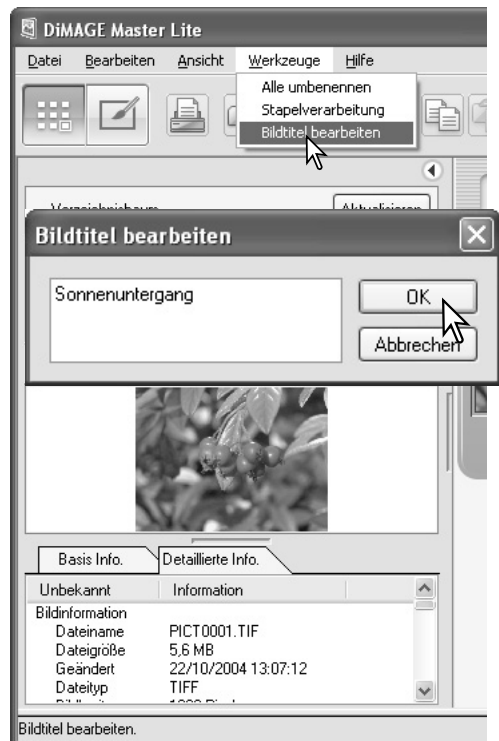 DiMAGE Master Lite
Datei Bearbeiten Ansicht Werkzeuge Hilfe
Alle umbenennen
Stapelverarbeitung
Bildtitel bearbeiten
Bildtitel bearbeiten
Sonnenuntergang
OK
Abbrechen
Basis Info. Detaillierte Info.
Unbekannt Information
Bildinformation
Dateiname PICT0001.TIF
Dateigröße 5,6 MB
Geändert 22/10/2004 13:07:12
Dateityp TIFF
Bildtitel bearbeiten.